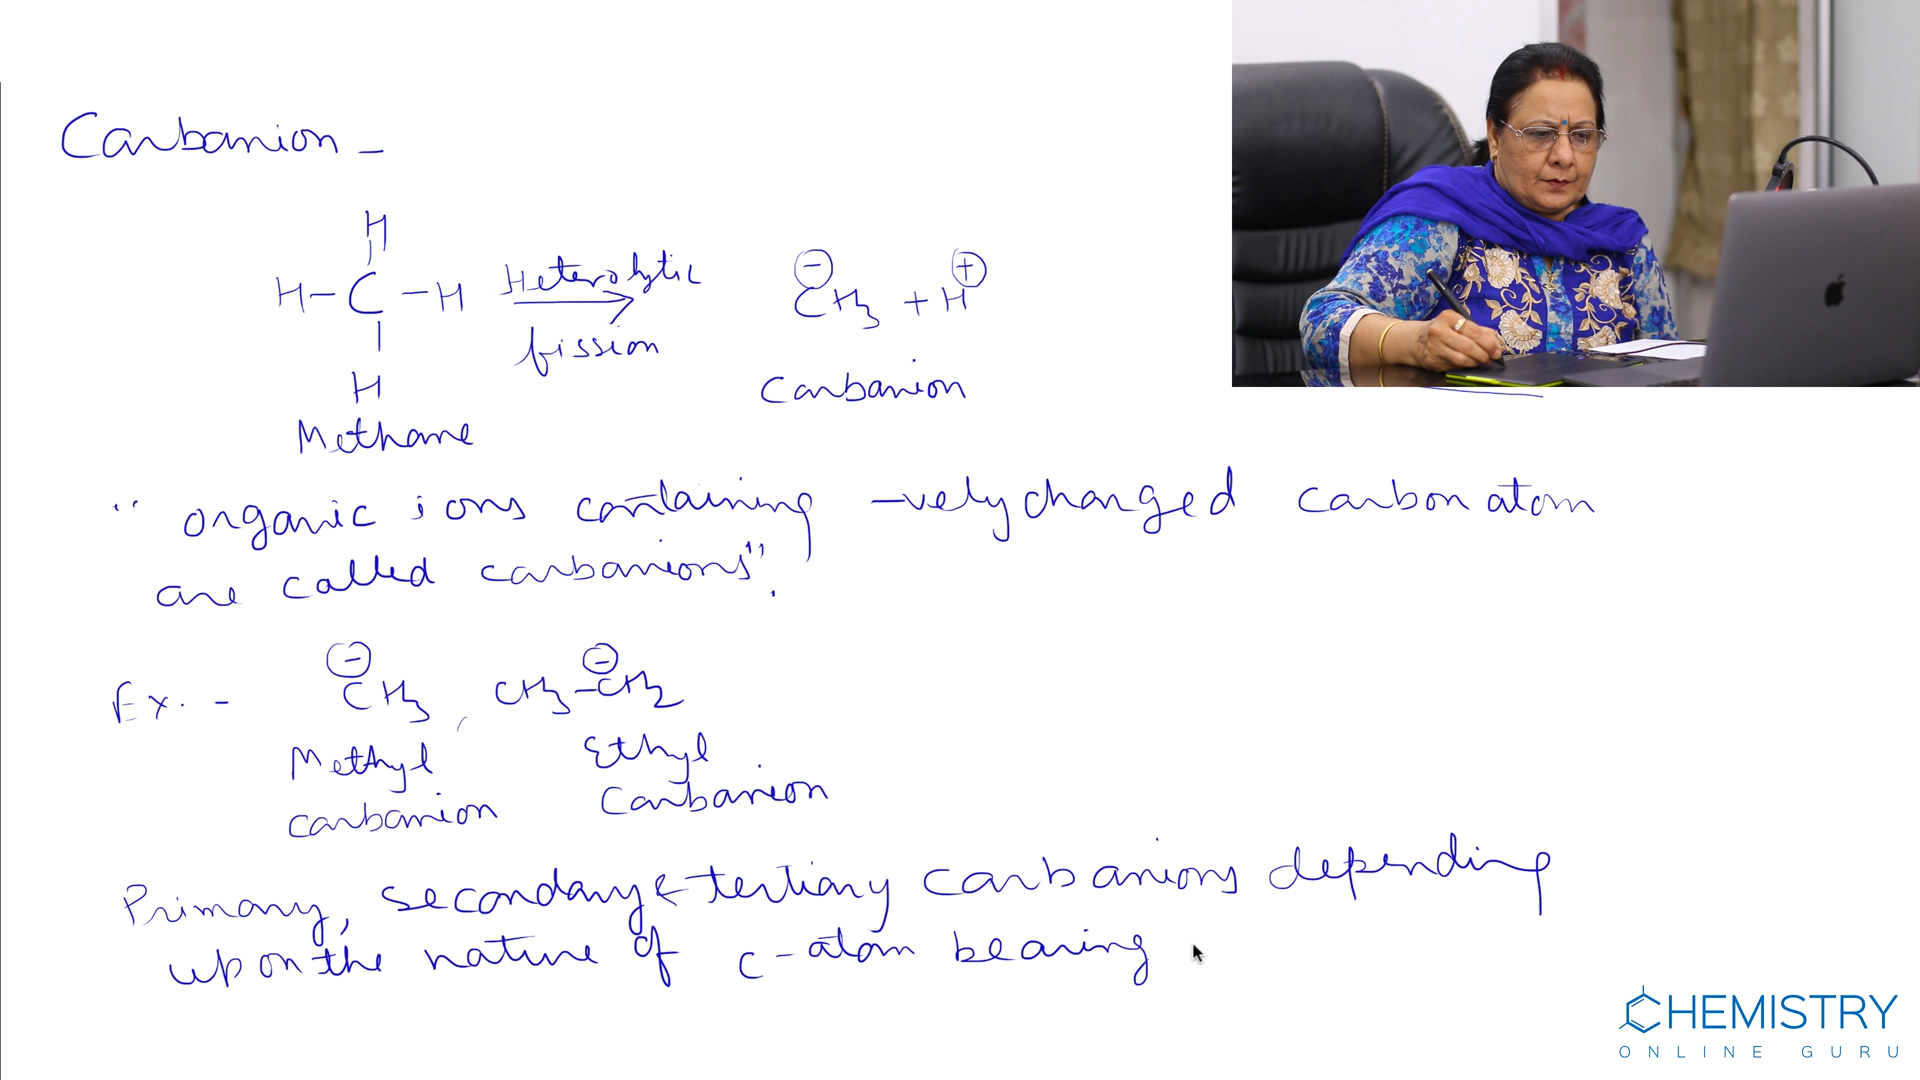 Carbanion -
H
H-C-H Heterolytic fission ⊖CH3 + H⊕
H
Methane Carbanion
"organic ions containing -vely charged carbon atom
are called carbanions".
Ex. - ⊖CH3, CH3-⊖CH2
Methyl Ethyl
carbanion Carbanion
Primary, secondary & tertiary carbanions depending
upon the nature of c-atom bearing
CHEMISTRY
ONLINE GURU